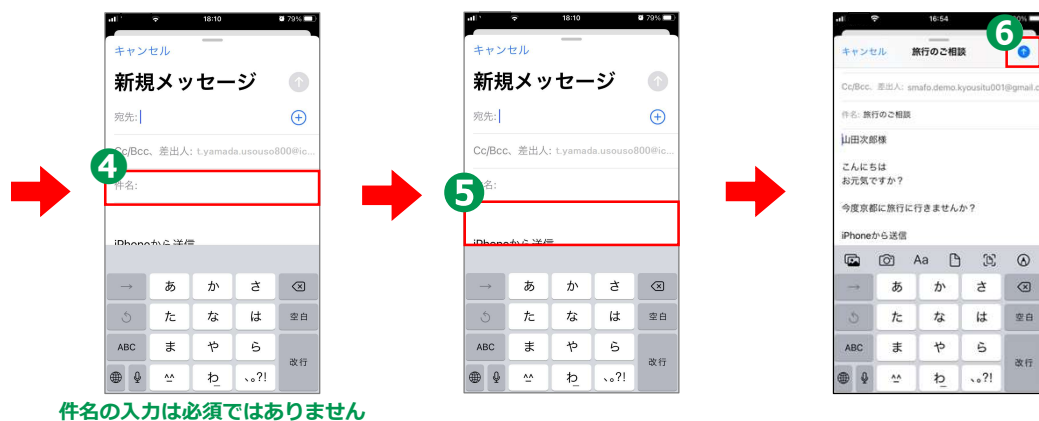 18:10
79%
キャンセル
新規メッセージ
宛先:
Cc/Bcc、差出人: t.yamada.usouso800@ic...
4
件名:
iPhoneから送信
→ あ か さ
た な は 空白
ABC ま や ら
改行
^^ わ 、。?!
件名の入力は必須ではありません
18:10
79%
キャンセル
新規メッセージ
宛先:
Cc/Bcc、差出人: t.yamada.usouso800@ic...
5
名:
iPhoneから送信
→ あ か さ
た な は 空白
ABC ま や ら
改行
^^ わ 、。?!
16:54
6
キャンセル 旅行のご相談
Cc/Bcc、差出人: smafo.demo.kyousitu001@gmail.c
件名: 旅行のご相談
山田次郎様
こんにちは
お元気ですか？
今度京都に旅行に行きませんか？
iPhoneから送信
Aa
→ あ か さ
た な は 空白
ABC ま や ら
改行
^^ わ 、。?!